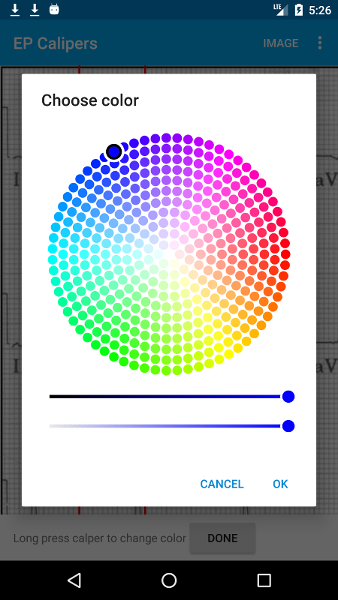 LTE 5:26
EP Calipers IMAGE
Choose color
I aV
I aV
CANCEL OK
Long press calper to change color DONE